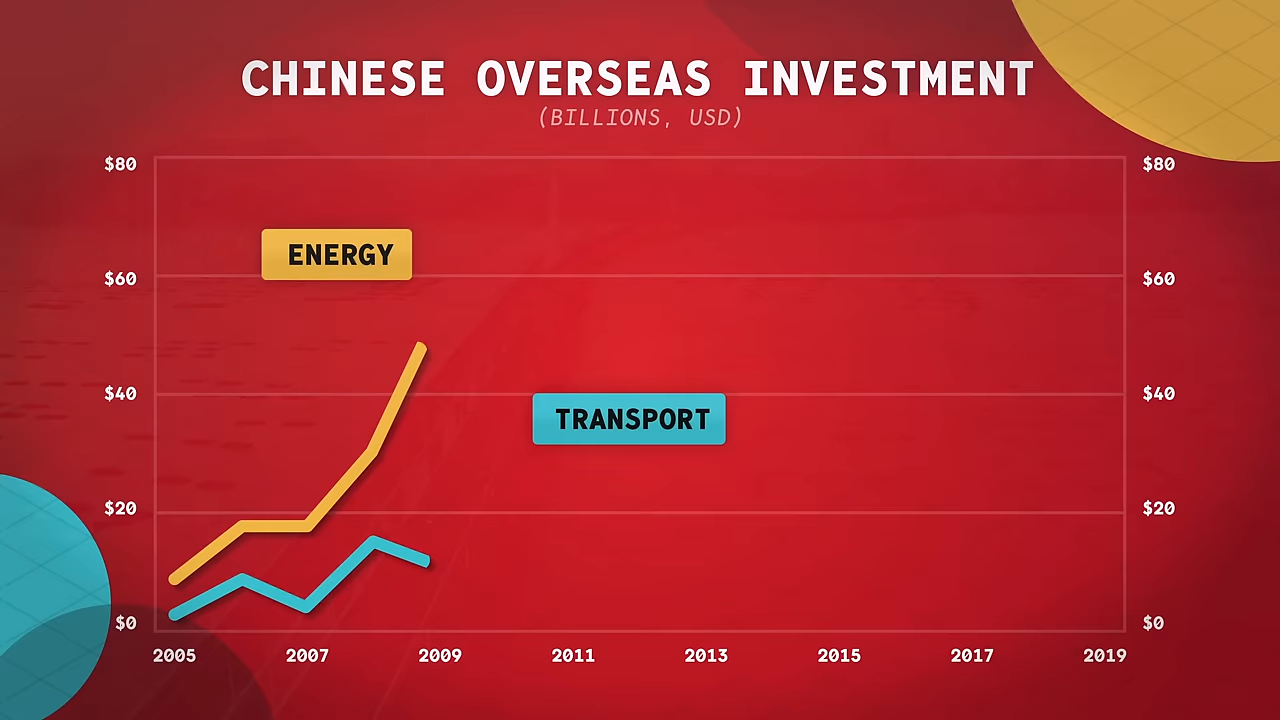 CHINESE OVERSEAS INVESTMENT
(BILLIONS, USD)
$80 $80
ENERGY
$60 $60
$40 $40
TRANSPORT
$20 $20
$0 $0
2005 2007 2009 2011 2013 2015 2017 2019